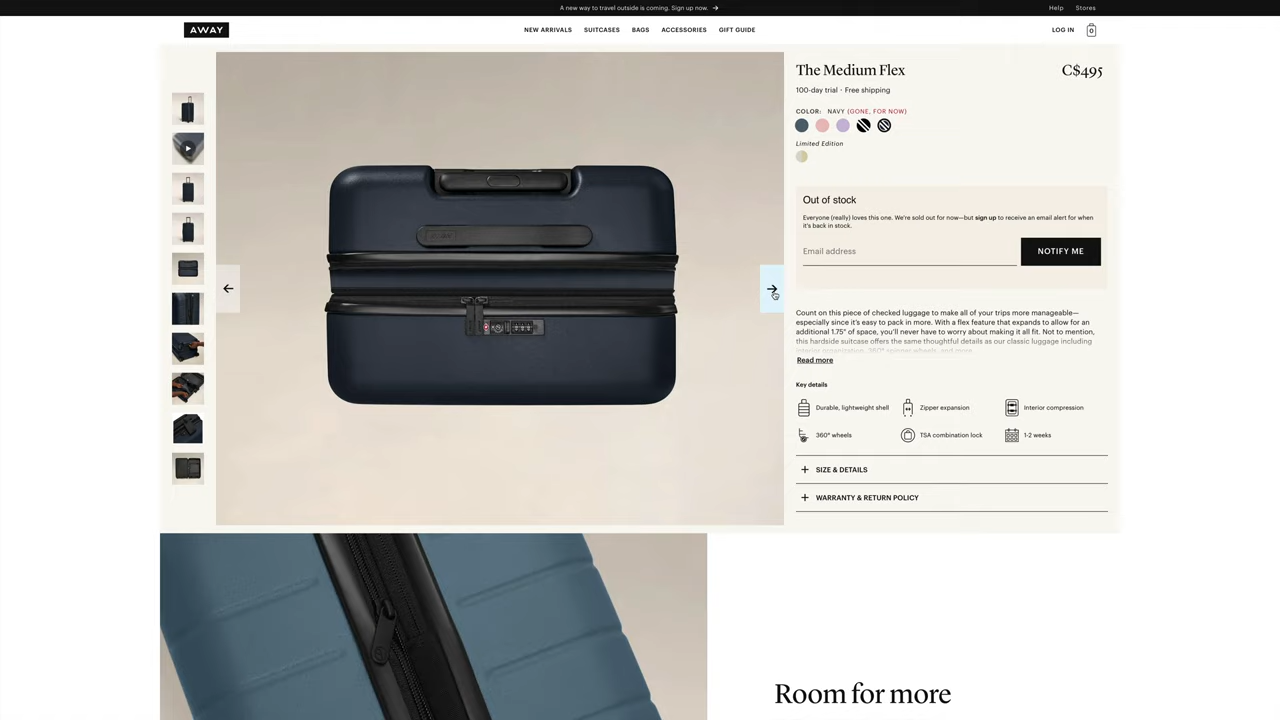 A new way to travel outside is coming. Sign up now. →
Help
Stores
AWAY
NEW ARRIVALS
SUITCASES
BAGS
ACCESSORIES
GIFT GUIDE
LOG IN
0
The Medium Flex
C$495
100-day trial · Free shipping
COLOR: NAVY (GONE, FOR NOW)
Limited Edition
Out of stock
Everyone (really) loves this one. We're sold out for now—but sign up to receive an email alert for when
it's back in stock.
Email address
NOTIFY ME
Count on this piece of checked luggage to make all of your trips more manageable—
especially since it's easy to pack in more. With a flex feature that expands to allow for an
additional 1.75" of space, you'll never have to worry about making it all fit. Not to mention,
this hardside suitcase offers the same thoughtful details as our classic luggage including
interior organization, 360° spinner wheels, and more.
Read more
Key details
Durable, lightweight shell
Zipper expansion
Interior compression
360° wheels
TSA combination lock
1-2 weeks
+ SIZE & DETAILS
+ WARRANTY & RETURN POLICY
Room for more